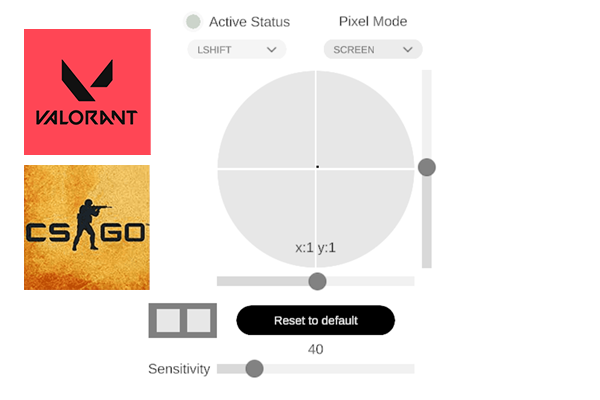 Active Status
Pixel Mode
LSHIFT
SCREEN
VALORANT
CS GO
x:1 y:1
Reset to default
40
Sensitivity